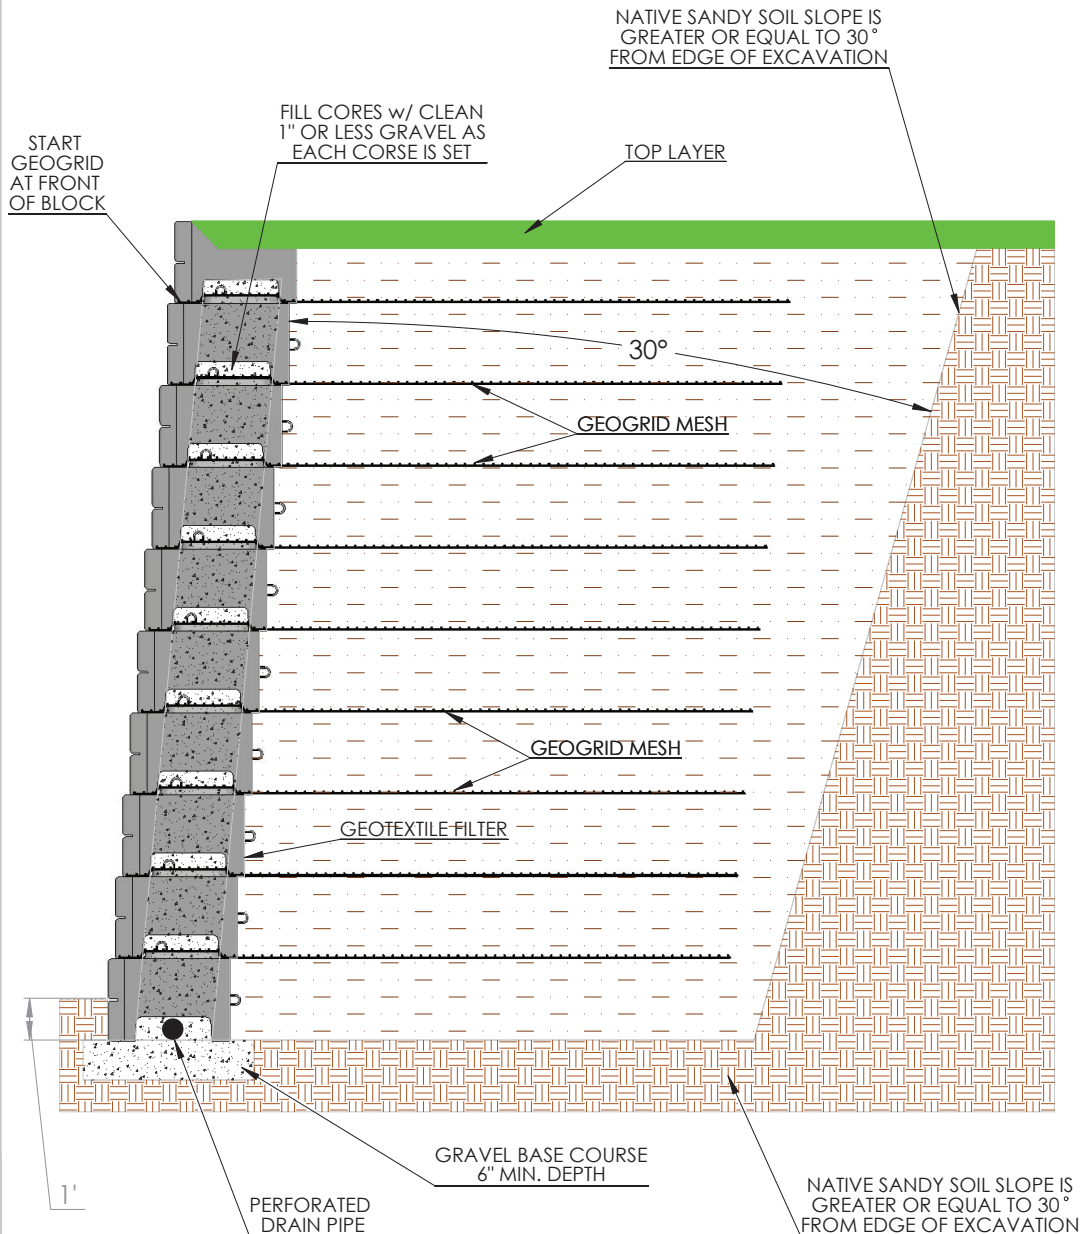 NATIVE SANDY SOIL SLOPE IS
GREATER OR EQUAL TO 30°
FROM EDGE OF EXCAVATION
FILL CORES w/ CLEAN
1" OR LESS GRAVEL AS
EACH CORSE IS SET
START
GEOGRID
AT FRONT
OF BLOCK
TOP LAYER
30°
GEOGRID MESH
GEOGRID MESH
GEOTEXTILE FILTER
GRAVEL BASE COURSE
6" MIN. DEPTH
1'
PERFORATED
DRAIN PIPE
NATIVE SANDY SOIL SLOPE IS
GREATER OR EQUAL TO 30°
FROM EDGE OF EXCAVATION